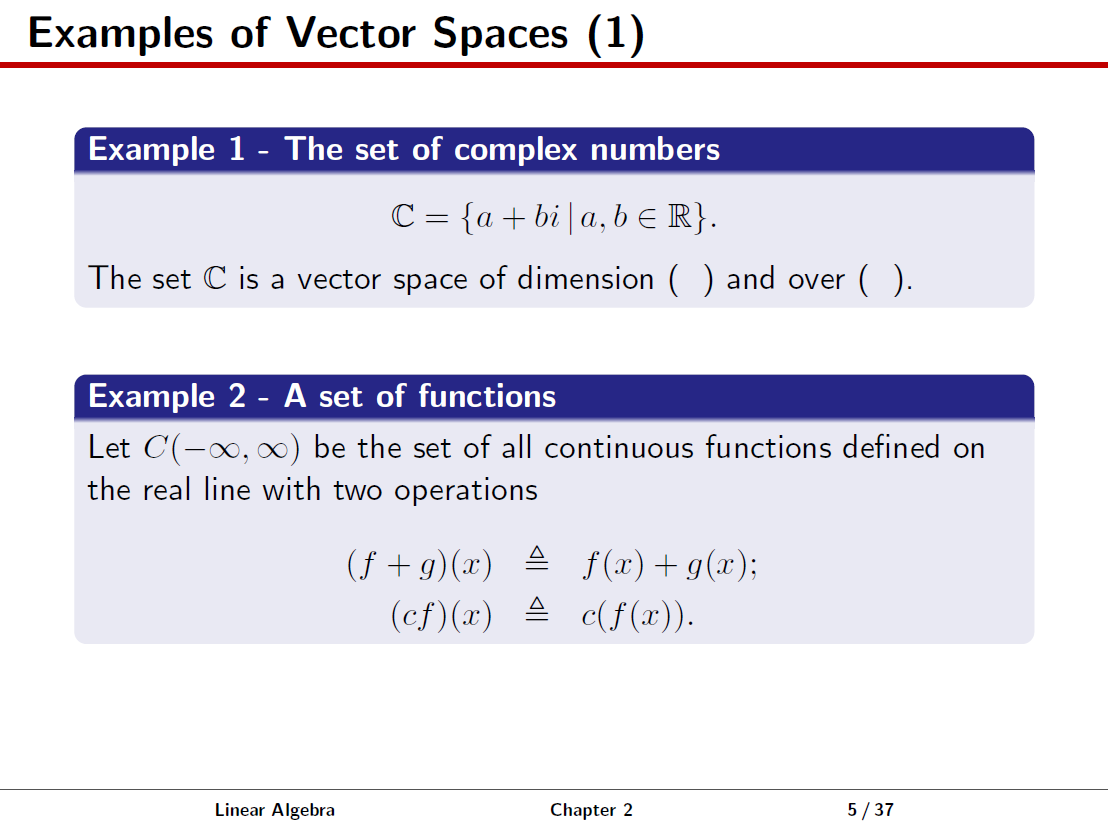 Examples of Vector Spaces (1)
Example 1 - The set of complex numbers
ℂ = {a + bi | a, b ∈ ℝ}.
The set ℂ is a vector space of dimension (  ) and over (  ).
Example 2 - A set of functions
Let C(−∞, ∞) be the set of all continuous functions defined on
the real line with two operations
(f + g)(x) ≜ f(x) + g(x);
(cf)(x) ≜ c(f(x)).
Linear Algebra Chapter 2 5 / 37